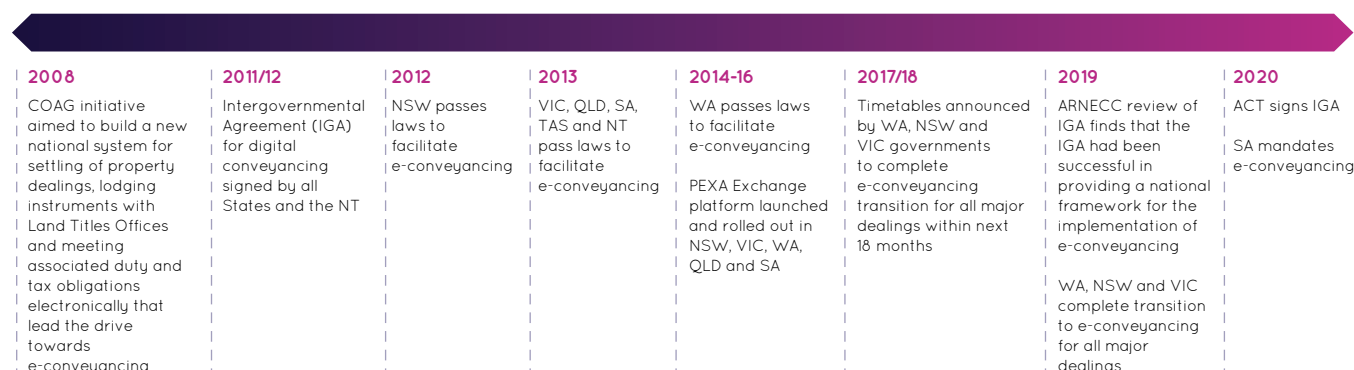 2008
COAG initiative
aimed to build a new
national system for
settling of property
dealings, lodging
instruments with
Land Titles Offices
and meeting
associated duty and
tax obligations
electronically that
lead the drive
towards
e-conveyancing
2011/12
Intergovernmental
Agreement (IGA)
for digital
conveyancing
signed by all
States and the NT
2012
NSW passes
laws to
facilitate
e-conveyancing
2013
VIC, QLD, SA,
TAS and NT
pass laws to
facilitate
e-conveyancing
2014-16
WA passes laws
to facilitate
e-conveyancing
PEXA Exchange
platform launched
and rolled out in
NSW, VIC, WA,
QLD and SA
2017/18
Timetables announced
by WA, NSW and
VIC governments
to complete
e-conveyancing
transition for all major
dealings within next
18 months
2019
ARNECC review of
IGA finds that the
IGA had been
successful in
providing a national
framework for the
implementation of
e-conveyancing
WA, NSW and VIC
complete transition
to e-conveyancing
for all major
dealings
2020
ACT signs IGA
SA mandates
e-conveyancing